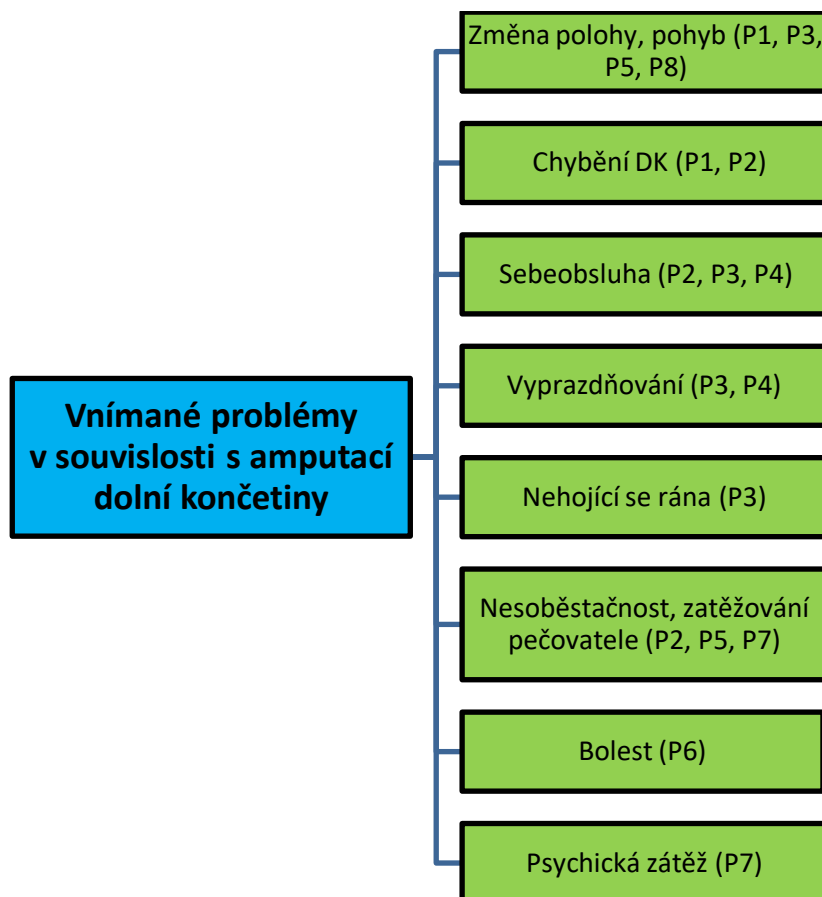 Změna polohy, pohyb (P1, P3,
P5, P8)
Chybění DK (P1, P2)
Sebeobsluha (P2, P3, P4)
Vyprazdňování (P3, P4)
Vnímané problémy
v souvislosti s amputací
dolní končetiny
Nehojící se rána (P3)
Nesoběstačnost, zatěžování
pečovatele (P2, P5, P7)
Bolest (P6)
Psychická zátěž (P7)